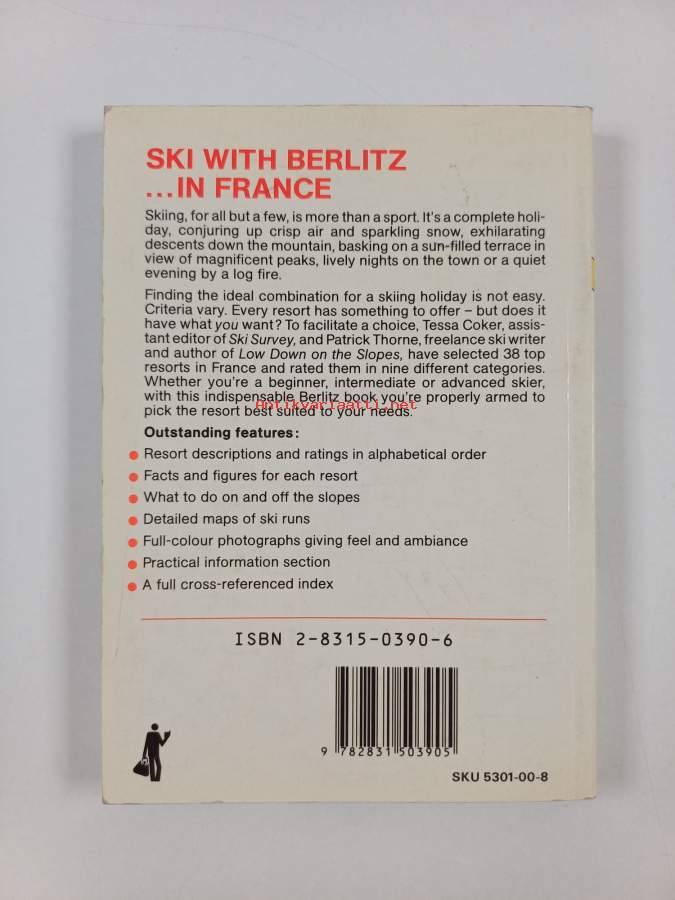 SKI WITH BERLITZ
...IN FRANCE
Skiing, for all but a few, is more than a sport. It's a complete holi-
day, conjuring up crisp air and sparkling snow, exhilarating
descents down the mountain, basking on a sun-filled terrace in
view of magnificent peaks, lively nights on the town or a quiet
evening by a log fire.
Finding the ideal combination for a skiing holiday is not easy.
Criteria vary. Every resort has something to offer – but does it
have what you want? To facilitate a choice, Tessa Coker, assis-
tant editor of Ski Survey, and Patrick Thorne, freelance ski writer
and author of Low Down on the Slopes, have selected 38 top
resorts in France and rated them in nine different categories.
Whether you're a beginner, intermediate or advanced skier,
with this indispensable Berlitz book you're properly armed to
Antikvariaatti.net
pick the resort best suited to your needs.
Outstanding features:
● Resort descriptions and ratings in alphabetical order
● Facts and figures for each resort
● What to do on and off the slopes
● Detailed maps of ski runs
● Full-colour photographs giving feel and ambiance
● Practical information section
● A full cross-referenced index
ISBN 2-8315-0390-6
9 782831 503905
SKU 5301-00-8